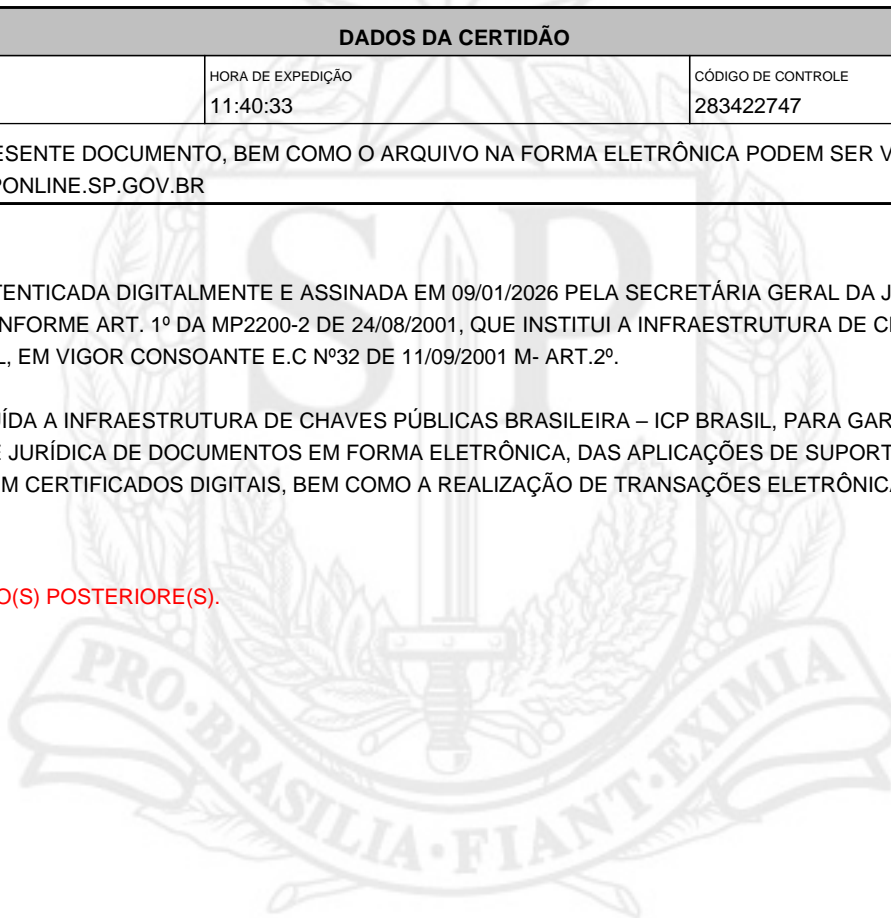 DADOS DA CERTIDÃO
HORA DE EXPEDIÇÃO
CÓDIGO DE CONTROLE
11:40:33
283422747
ESENTE DOCUMENTO, BEM COMO O ARQUIVO NA FORMA ELETRÔNICA PODEM SER V
PONLINE.SP.GOV.BR
TENTICADA DIGITALMENTE E ASSINADA EM 09/01/2026 PELA SECRETÁRIA GERAL DA J
NFORME ART. 1º DA MP2200-2 DE 24/08/2001, QUE INSTITUI A INFRAESTRUTURA DE C
L, EM VIGOR CONSOANTE E.C Nº32 DE 11/09/2001 M- ART.2º.
UÍDA A INFRAESTRUTURA DE CHAVES PÚBLICAS BRASILEIRA – ICP BRASIL, PARA GAR
E JURÍDICA DE DOCUMENTOS EM FORMA ELETRÔNICA, DAS APLICAÇÕES DE SUPORT
M CERTIFICADOS DIGITAIS, BEM COMO A REALIZAÇÃO DE TRANSAÇÕES ELETRÔNICA
O(S) POSTERIORE(S).
SP
PRO·BRASILIA·FIANT·EXIMIA